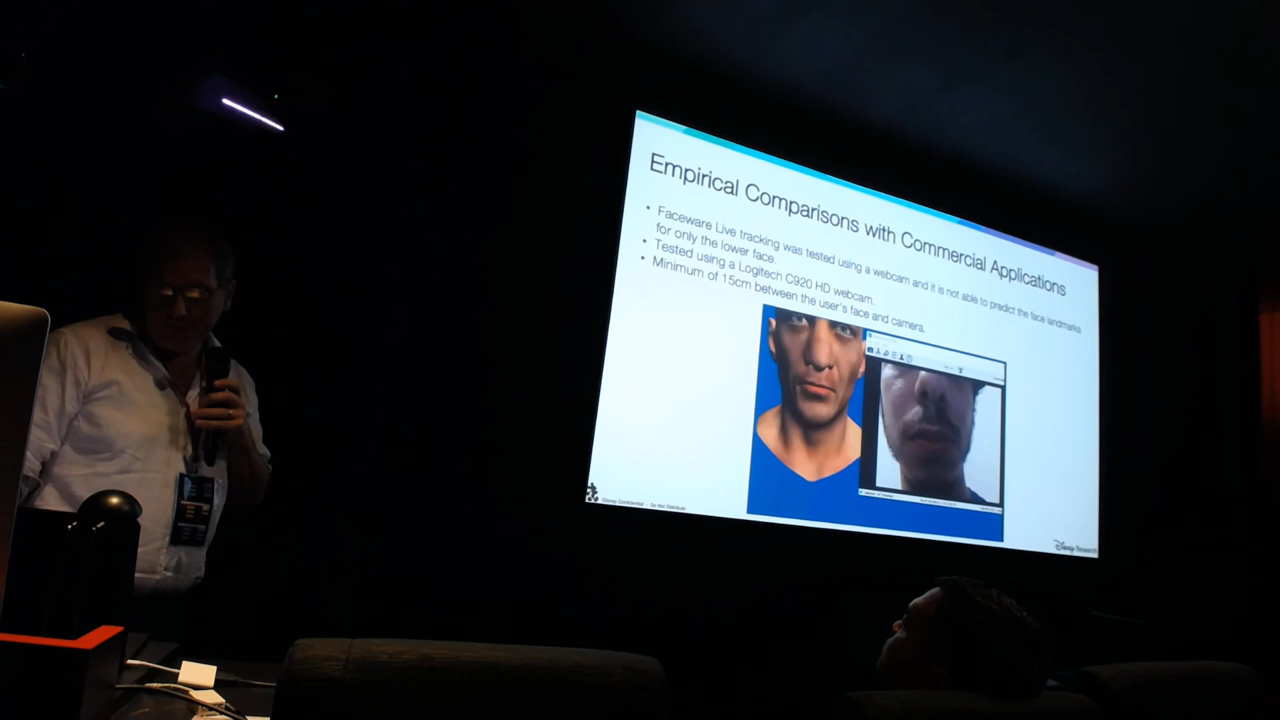 Empirical Comparisons with Commercial Applications
• Faceware Live tracking was tested using a webcam and it is not able to predict the face landmarks
for only the lower face.
• Tested using a Logitech C920 HD webcam.
• Minimum of 15cm between the user's face and camera.
Disney Confidential - Do Not Distribute
Disney Research